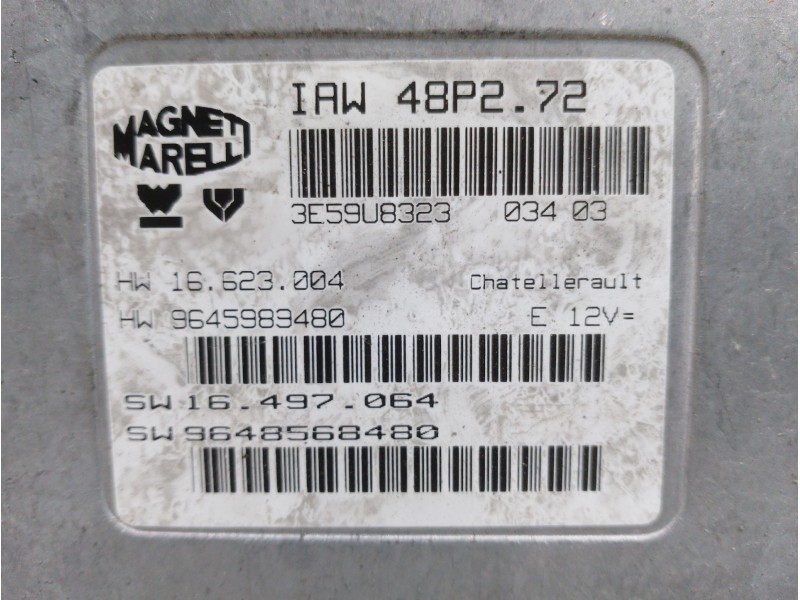 MAGNETI
MARELLI
IAW 48P2.72
3E59U8323 034 03
HW 16.623.004 Chatellerault
HW 9645989480 E 12V=
SW 16.497.064
SW 9648568480